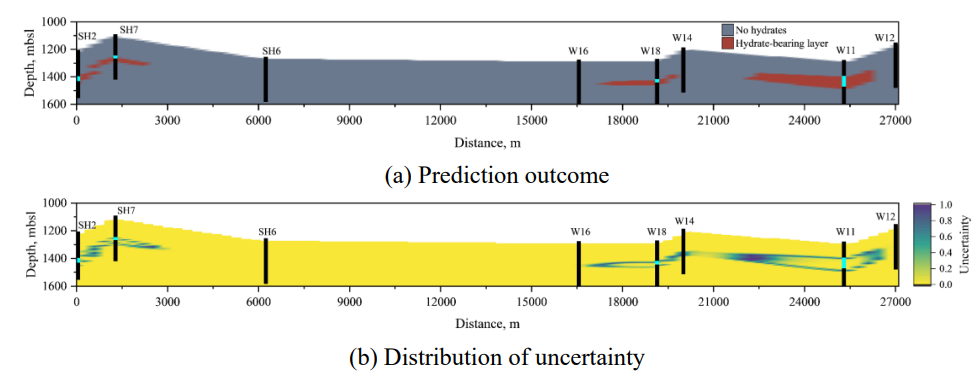 1000
1200
1400
1600
Depth, mbsl
SH2
SH7
SH6
W16
W18
W14
W11
W12
No hydrates
Hydrate-bearing layer
0 3000 6000 9000 12000 15000 18000 21000 24000 27000
Distance, m
(a) Prediction outcome
1000
1200
1400
1600
Depth, mbsl
SH2
SH7
SH6
W16
W18
W14
W11
W12
1.0
0.8
0.6
0.4
0.2
0.0
Uncertainty
0 3000 6000 9000 12000 15000 18000 21000 24000 27000
Distance, m
(b) Distribution of uncertainty